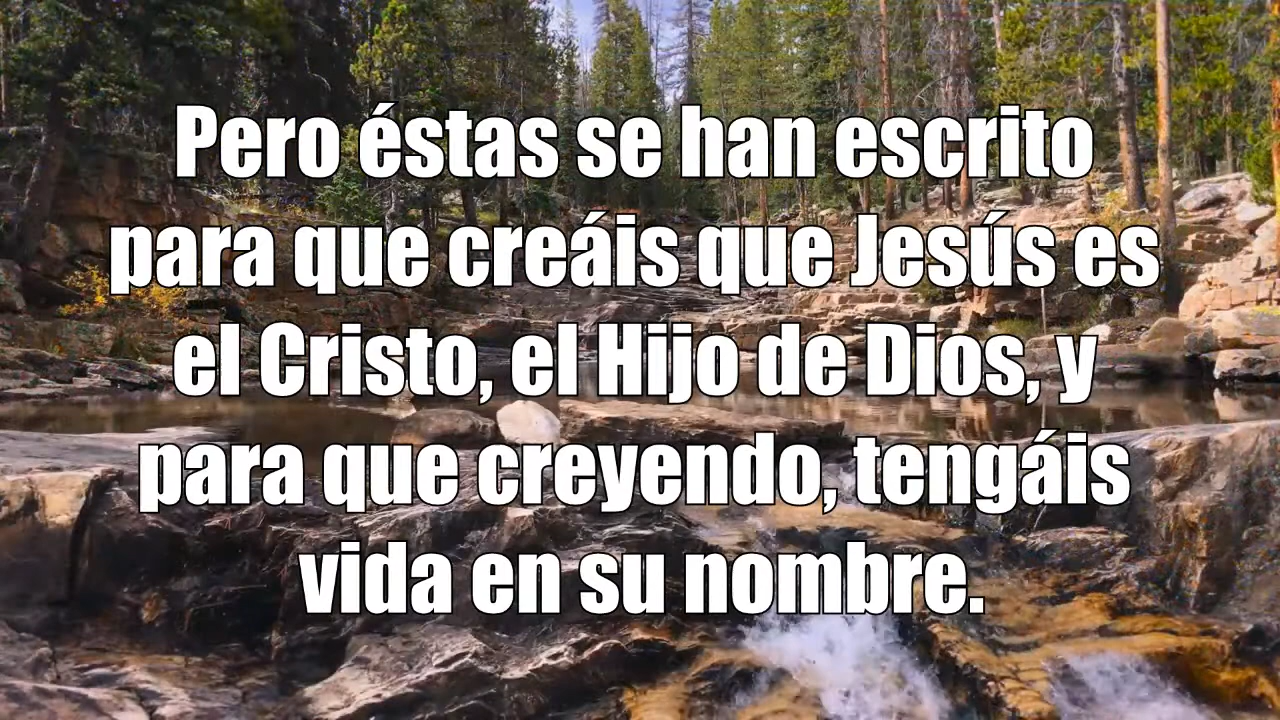 Pero éstas se han escrito
para que creáis que Jesús es
el Cristo, el Hijo de Dios, y
para que creyendo, tengáis
vida en su nombre.